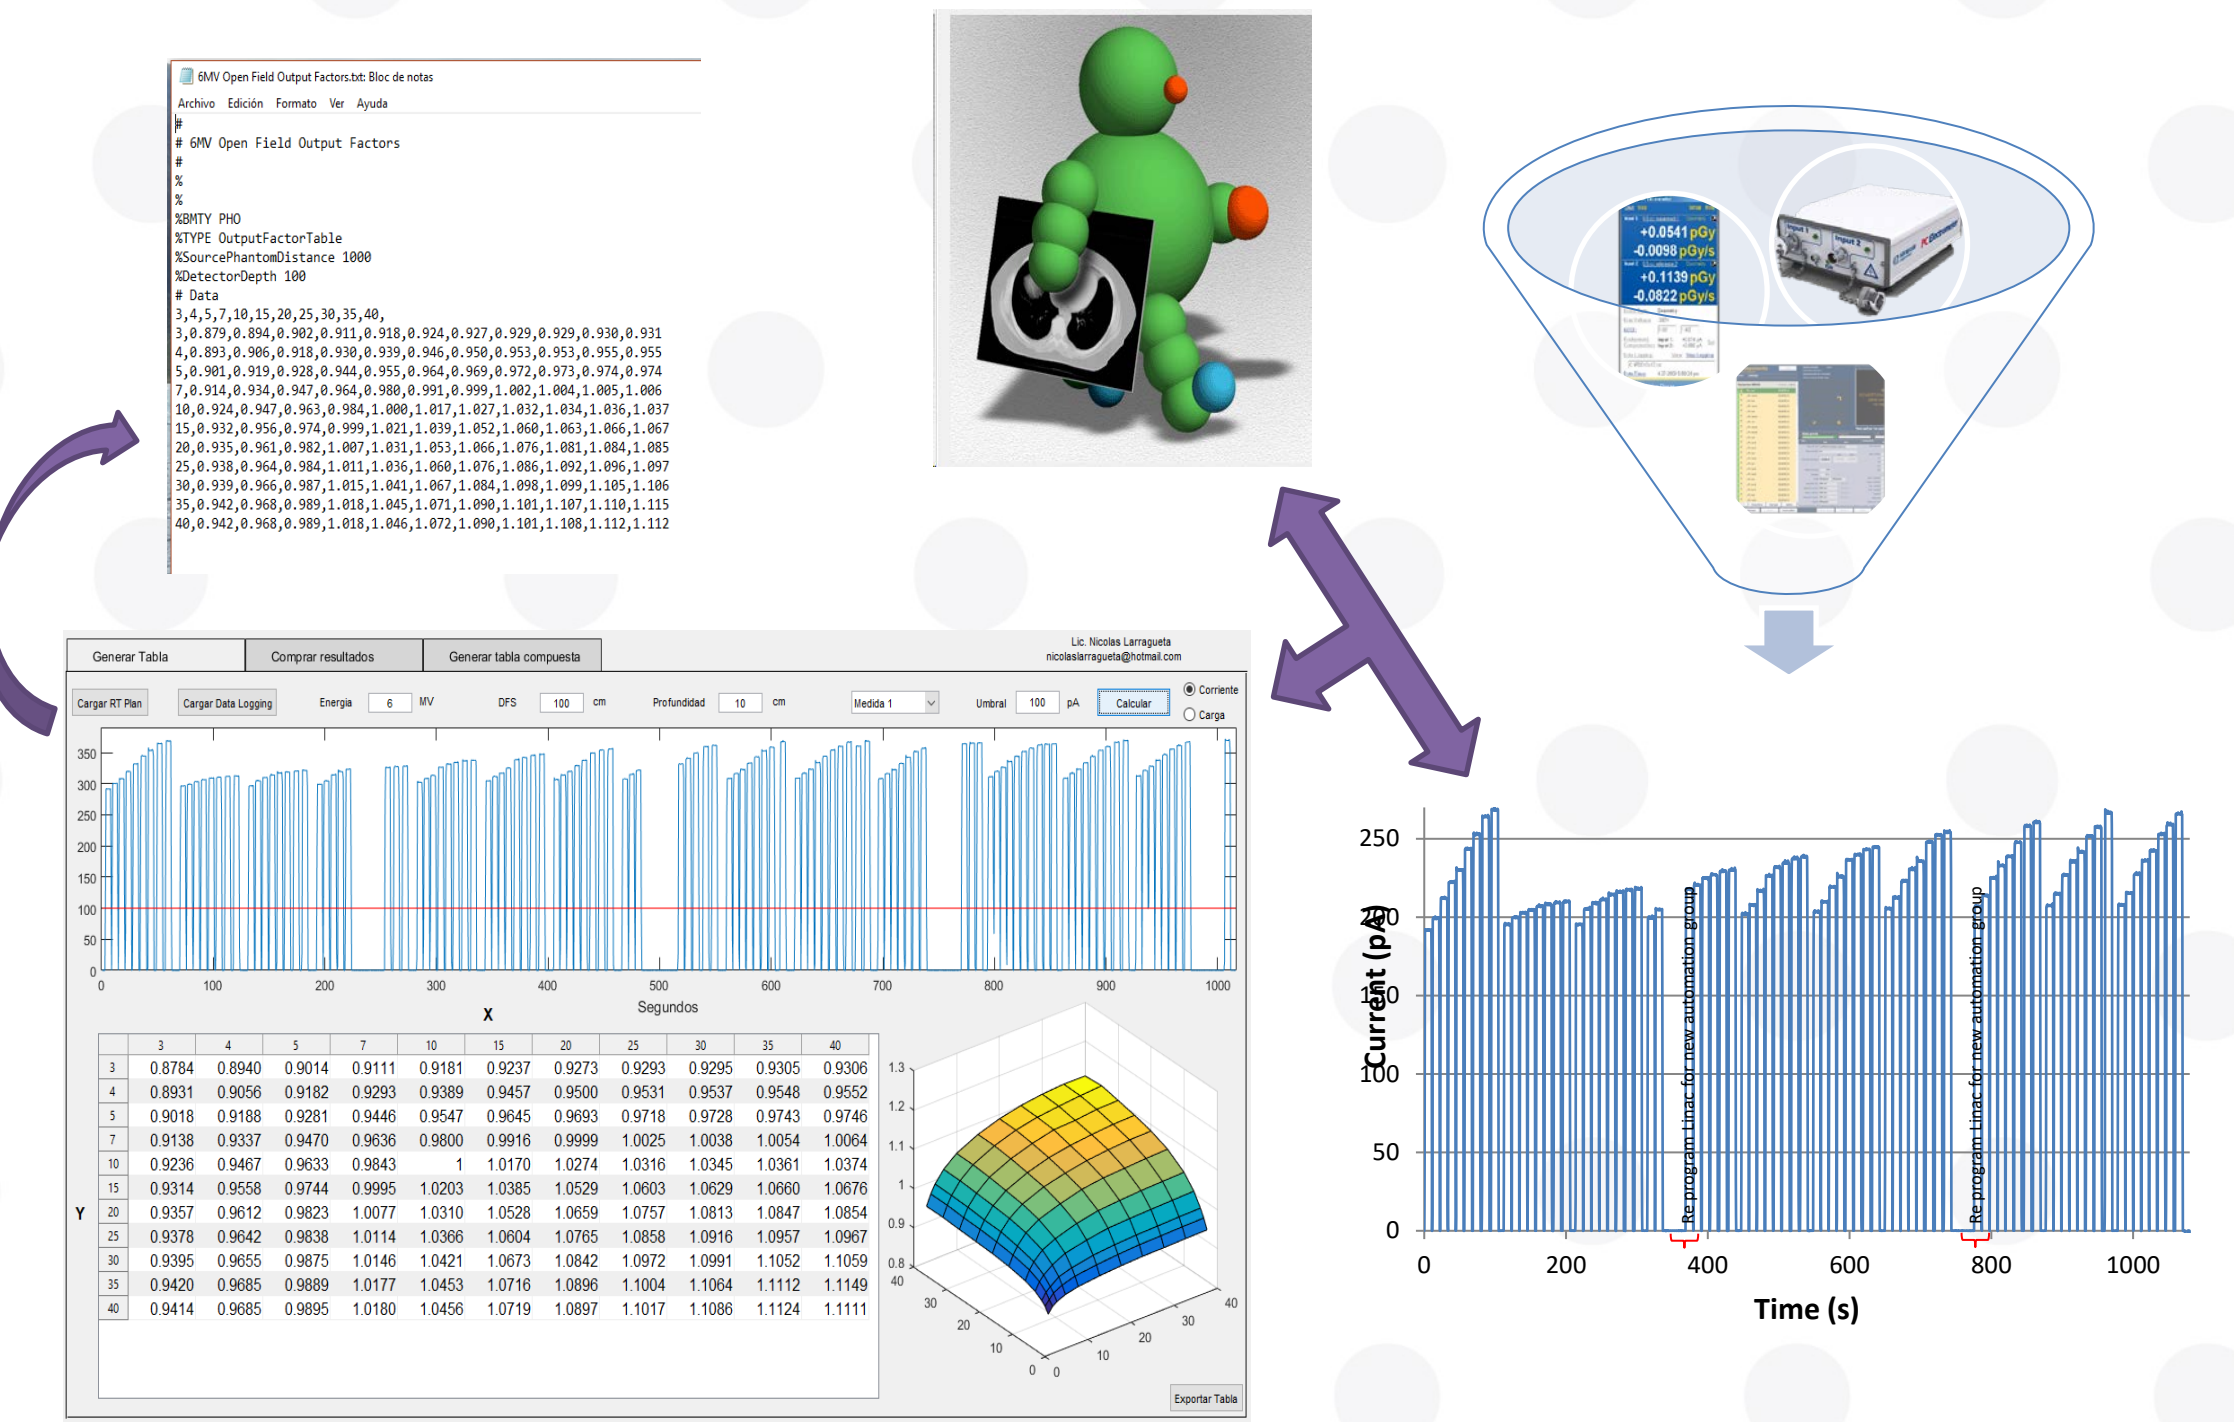 6MV Open Field Output Factors.txt: Bloc de notas
Archivo Edición Formato Ver Ayuda
#
# 6MV Open Field Output Factors
#
%
%
%BMTY PHO
%TYPE OutputFactorTable
%SourcePhantomDistance 1000
%DetectorDepth 100
# Data
3,4,5,7,10,15,20,25,30,35,40,
3,0.879,0.894,0.902,0.911,0.918,0.924,0.927,0.929,0.929,0.930,0.931
4,0.893,0.906,0.918,0.930,0.939,0.946,0.950,0.953,0.953,0.955,0.955
5,0.901,0.919,0.928,0.944,0.955,0.964,0.969,0.972,0.973,0.974,0.974
7,0.914,0.934,0.947,0.964,0.980,0.991,0.999,1.002,1.004,1.005,1.006
10,0.924,0.947,0.963,0.984,1.000,1.017,1.027,1.032,1.034,1.036,1.037
15,0.932,0.956,0.974,0.999,1.021,1.039,1.052,1.060,1.063,1.066,1.067
20,0.935,0.961,0.982,1.007,1.031,1.053,1.066,1.076,1.081,1.084,1.085
25,0.938,0.964,0.984,1.011,1.036,1.060,1.076,1.086,1.092,1.096,1.097
30,0.939,0.966,0.987,1.015,1.041,1.067,1.084,1.098,1.099,1.105,1.106
35,0.942,0.968,0.989,1.018,1.045,1.071,1.090,1.101,1.107,1.110,1.115
40,0.942,0.968,0.989,1.018,1.046,1.072,1.090,1.101,1.108,1.112,1.112
+0.0541 pGy
-0.0098 pGy/s
+0.1139 pGy
-0.0822 pGy/s
Input 1 Input 2 PC Electrometer
Generar Tabla Comprar resultados Generar tabla compuesta
Lic. Nicolas Larragueta
nicolaslarragueta@hotmail.com
Cargar RT Plan Cargar Data Logging Energia 6 MV DFS 100 cm Profundidad 10 cm Medida 1 Umbral 100 pA Calcular
Corriente
Carga
350
300
250
200
150
100
50
0
0 100 200 300 400 500 600 700 800 900 1000
Segundos
X
3 4 5 7 10 15 20 25 30 35 40
3 0.8784 0.8940 0.9014 0.9111 0.9181 0.9237 0.9273 0.9293 0.9295 0.9305 0.9306
4 0.8931 0.9056 0.9182 0.9293 0.9389 0.9457 0.9500 0.9531 0.9537 0.9548 0.9552
5 0.9018 0.9188 0.9281 0.9446 0.9547 0.9645 0.9693 0.9718 0.9728 0.9743 0.9746
7 0.9138 0.9337 0.9470 0.9636 0.9800 0.9916 0.9999 1.0025 1.0038 1.0054 1.0064
10 0.9236 0.9467 0.9633 0.9843 1 1.0170 1.0274 1.0316 1.0345 1.0361 1.0374
15 0.9314 0.9558 0.9744 0.9995 1.0203 1.0385 1.0529 1.0603 1.0629 1.0660 1.0676
Y
20 0.9357 0.9612 0.9823 1.0077 1.0310 1.0528 1.0659 1.0757 1.0813 1.0847 1.0854
25 0.9378 0.9642 0.9838 1.0114 1.0366 1.0604 1.0765 1.0858 1.0916 1.0957 1.0967
30 0.9395 0.9655 0.9875 1.0146 1.0421 1.0673 1.0842 1.0972 1.0991 1.1052 1.1059
35 0.9420 0.9685 0.9889 1.0177 1.0453 1.0716 1.0896 1.1004 1.1064 1.1112 1.1149
40 0.9414 0.9685 0.9895 1.0180 1.0456 1.0719 1.0897 1.1017 1.1086 1.1124 1.1111
1.3
1.2
1.1
1
0.9
0.8
40
30
20
10
0
0
10
20
30
40
Exportar Tabla
250
200
150
100
50
0
Current (pA)
Re program Linac for new automation group
Re program Linac for new automation group
0 200 400 600 800 1000
Time (s)